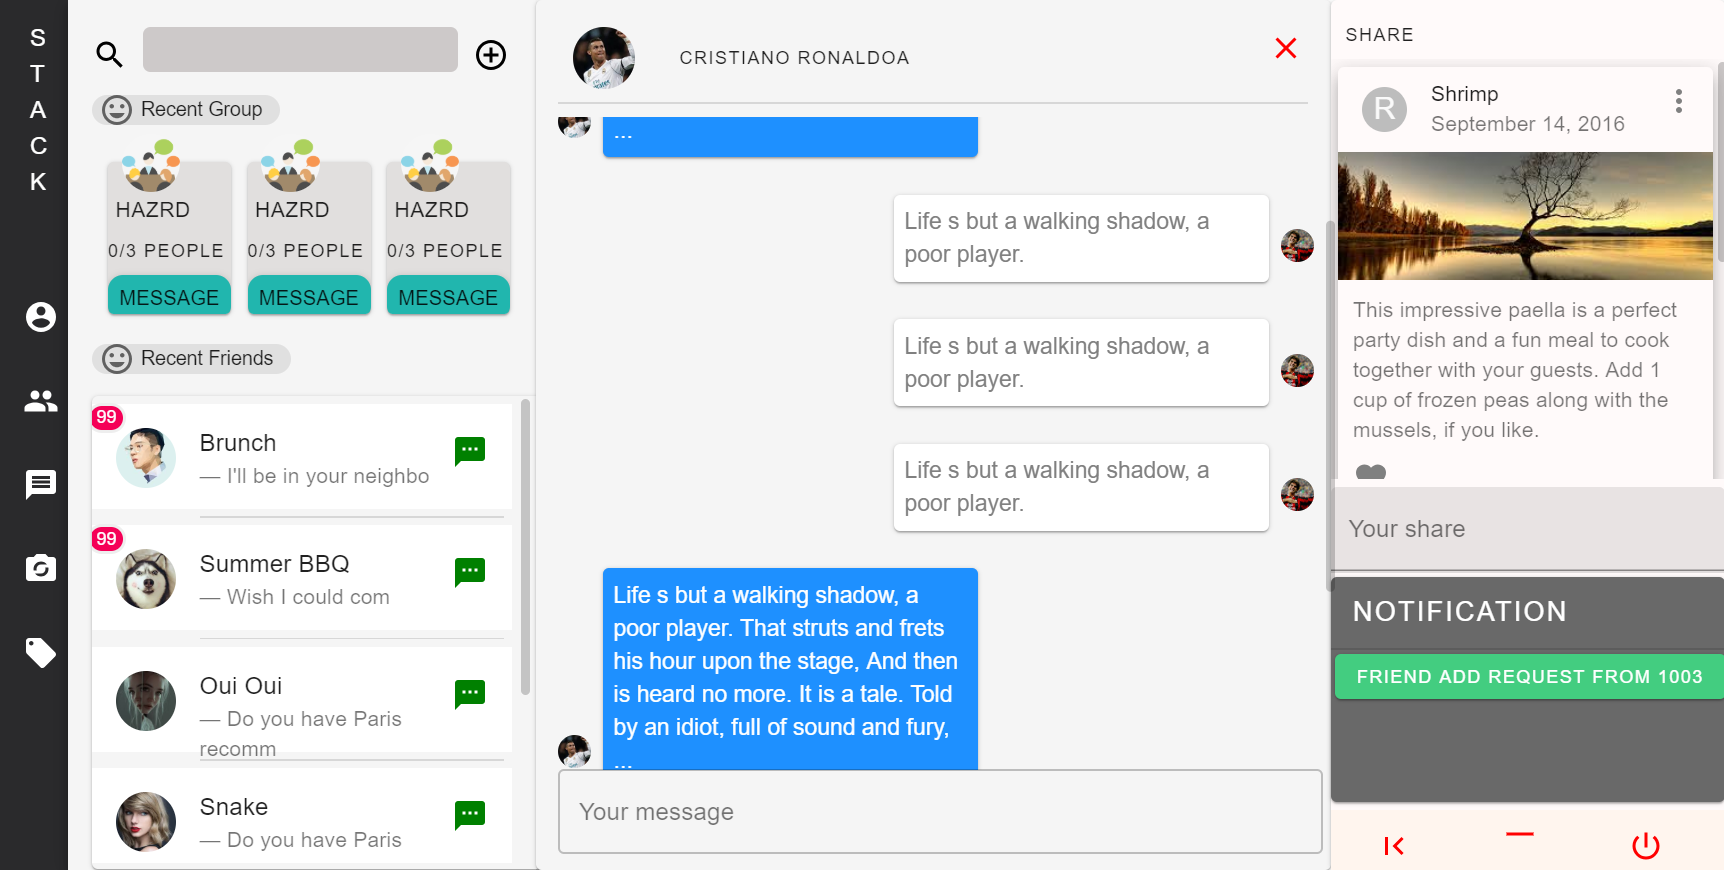 S
T
A
C
K
Recent Group
HAZRD
0/3 PEOPLE
MESSAGE
HAZRD
0/3 PEOPLE
MESSAGE
HAZRD
0/3 PEOPLE
MESSAGE
Recent Friends
99
Brunch
— I'll be in your neighbo
99
Summer BBQ
— Wish I could com
Oui Oui
— Do you have Paris
recomm
Snake
— Do you have Paris
CRISTIANO RONALDOA
...
Life s but a walking shadow, a
poor player.
Life s but a walking shadow, a
poor player.
Life s but a walking shadow, a
poor player.
Life s but a walking shadow, a
poor player. That struts and frets
his hour upon the stage, And then
is heard no more. It is a tale. Told
by an idiot, full of sound and fury,
...
Your message
SHARE
R
Shrimp
September 14, 2016
This impressive paella is a perfect
party dish and a fun meal to cook
together with your guests. Add 1
cup of frozen peas along with the
mussels, if you like.
Your share
NOTIFICATION
FRIEND ADD REQUEST FROM 1003